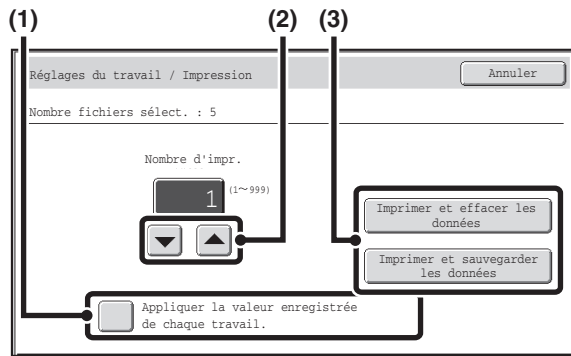 (1) (2) (3)
Réglages du travail / Impression
Annuler
Nombre fichiers sélect. : 5
Nombre d'impr.
1
(1~999)
Imprimer et effacer les
données
Imprimer et sauvegarder
les données
Appliquer la valeur enregistrée
de chaque travail.